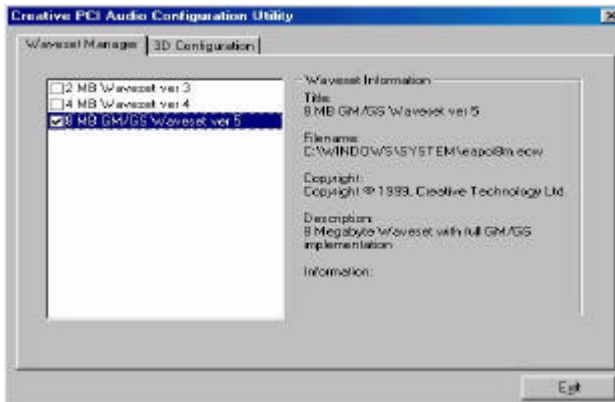 Creative PCI Audio Configuration Utility
Waveset Manager
3D Configuration
2 MB Waveset ver 3
4 MB Waveset ver 4
8 MB GM/GS Waveset ver 5
Waveset Information
Title:
8 MB GM/GS Waveset ver 5
Filename:
C:\WINDOWS\SYSTEM\eapci8m.ecw
Copyright:
Copyright © 1999, Creative Technology Ltd.
Description:
8 Megabyte Waveset with full GM/GS
implementation
Information:
Exit